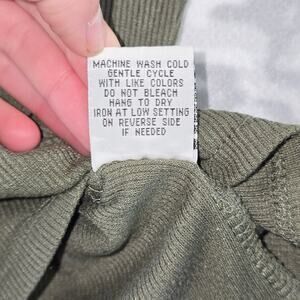 MACHINE WASH COLD
GENTLE CYCLE
WITH LIKE COLORS
DO NOT BLEACH
HANG TO DRY
IRON AT LOW SETTING
ON REVERSE SIDE
IF NEEDED